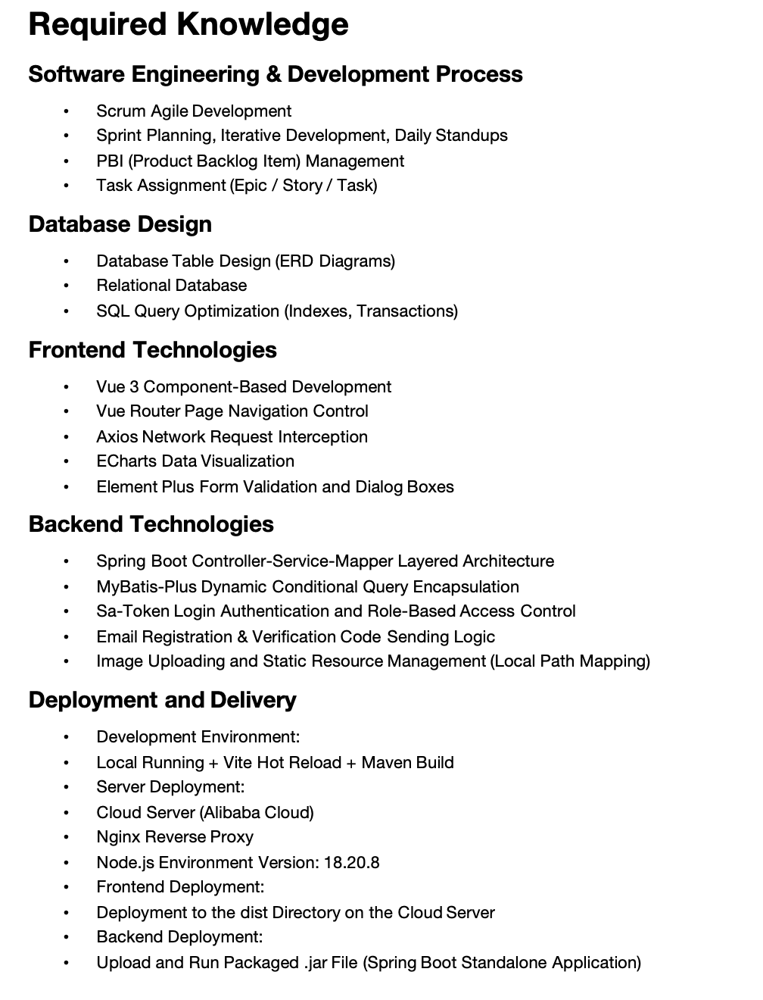 Required Knowledge
Software Engineering & Development Process
• Scrum Agile Development
• Sprint Planning, Iterative Development, Daily Standups
• PBI (Product Backlog Item) Management
• Task Assignment (Epic / Story / Task)
Database Design
• Database Table Design (ERD Diagrams)
• Relational Database
• SQL Query Optimization (Indexes, Transactions)
Frontend Technologies
• Vue 3 Component-Based Development
• Vue Router Page Navigation Control
• Axios Network Request Interception
• ECharts Data Visualization
• Element Plus Form Validation and Dialog Boxes
Backend Technologies
• Spring Boot Controller-Service-Mapper Layered Architecture
• MyBatis-Plus Dynamic Conditional Query Encapsulation
• Sa-Token Login Authentication and Role-Based Access Control
• Email Registration & Verification Code Sending Logic
• Image Uploading and Static Resource Management (Local Path Mapping)
Deployment and Delivery
• Development Environment:
• Local Running + Vite Hot Reload + Maven Build
• Server Deployment:
• Cloud Server (Alibaba Cloud)
• Nginx Reverse Proxy
• Node.js Environment Version: 18.20.8
• Frontend Deployment:
• Deployment to the dist Directory on the Cloud Server
• Backend Deployment:
• Upload and Run Packaged .jar File (Spring Boot Standalone Application)